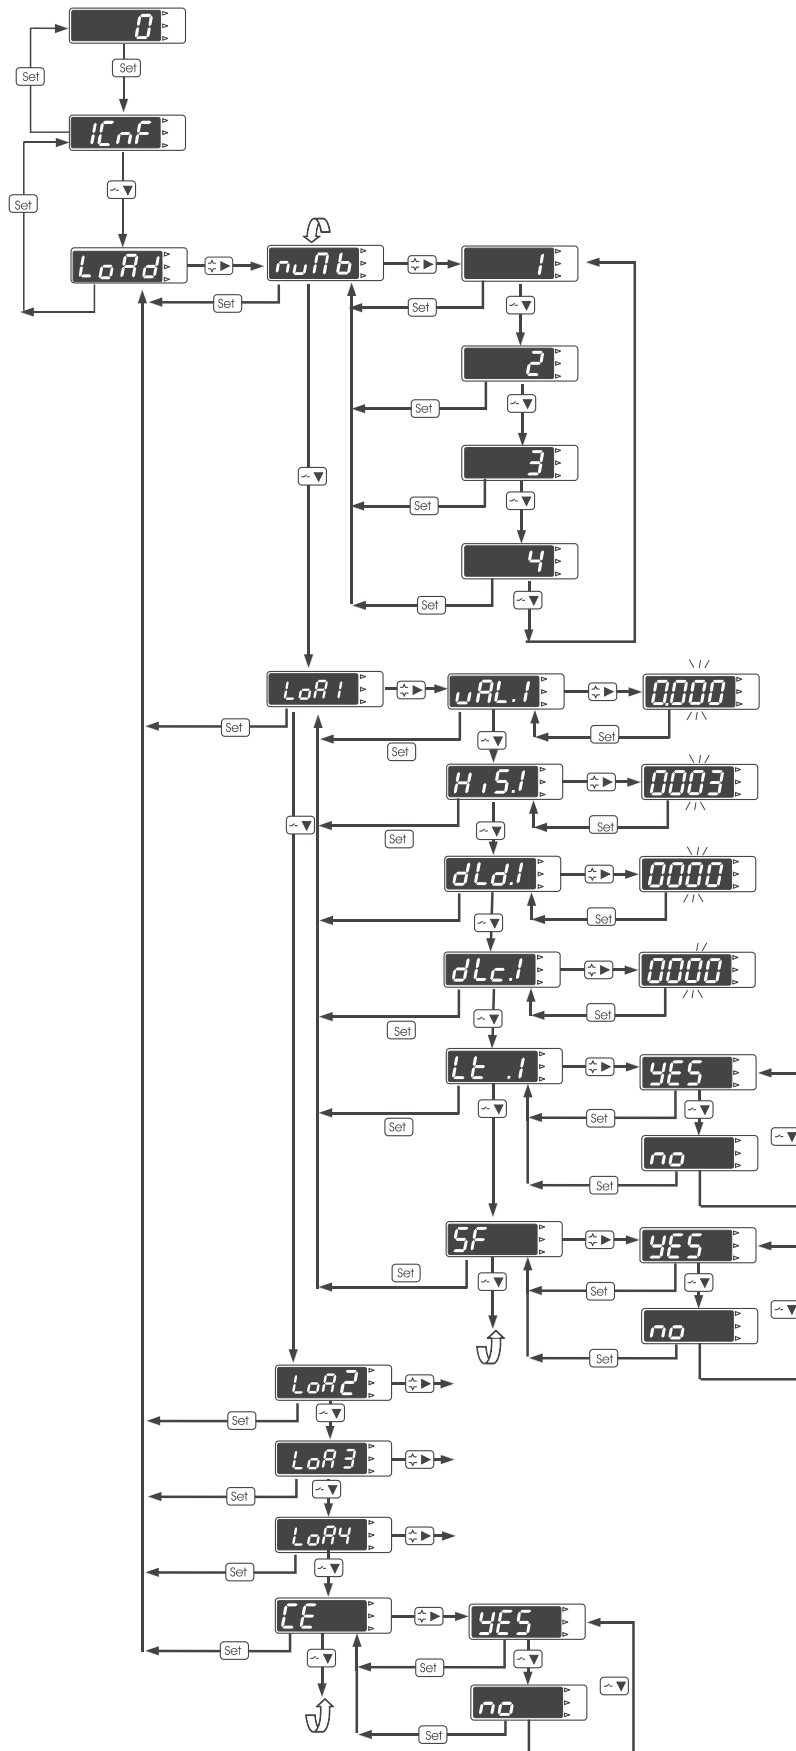 0
Set
Set
1CnF
Set
LoAd
nuMb
1
Set
Set
2
Set
3
Set
4
Set
LoA1
uAL.1
0.000
Set
Set
Set
HiS.1
0003
Set
Set
dLd.1
0000
Set
dLc.1
0000
Set
Set
Lt .1
YES
Set
Set
no
Set
SF
YES
Set
Set
no
Set
LoA2
Set
LoA3
Set
LoA4
Set
CE
YES
Set
Set
no
Set